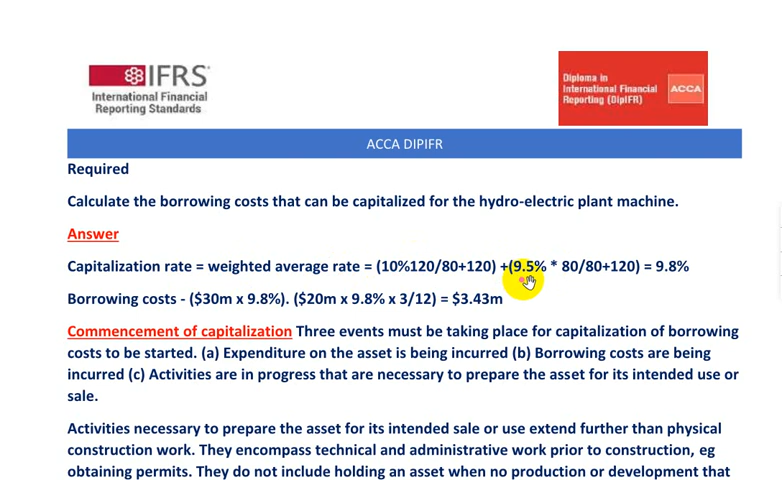 IFRS
International Financial
Reporting Standards
Diploma in
International Financial
Reporting (DipIFR)
ACCA
ACCA DIPIFR
Required
Calculate the borrowing costs that can be capitalized for the hydro-electric plant machine.
Answer
Capitalization rate = weighted average rate = (10%120/80+120) +(9.5% * 80/80+120) = 9.8%
Borrowing costs - ($30m x 9.8%). ($20m x 9.8% x 3/12) = $3.43m
Commencement of capitalization Three events must be taking place for capitalization of borrowing
costs to be started. (a) Expenditure on the asset is being incurred (b) Borrowing costs are being
incurred (c) Activities are in progress that are necessary to prepare the asset for its intended use or
sale.
Activities necessary to prepare the asset for its intended sale or use extend further than physical
construction work. They encompass technical and administrative work prior to construction, eg
obtaining permits. They do not include holding an asset when no production or development that